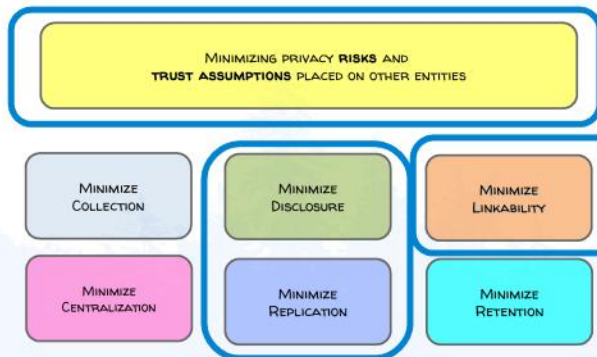 Minimizing privacy risks and
trust assumptions placed on other entities
Minimize
Collection
Minimize
Disclosure
Minimize
Linkability
Minimize
Centralization
Minimize
Replication
Minimize
Retention